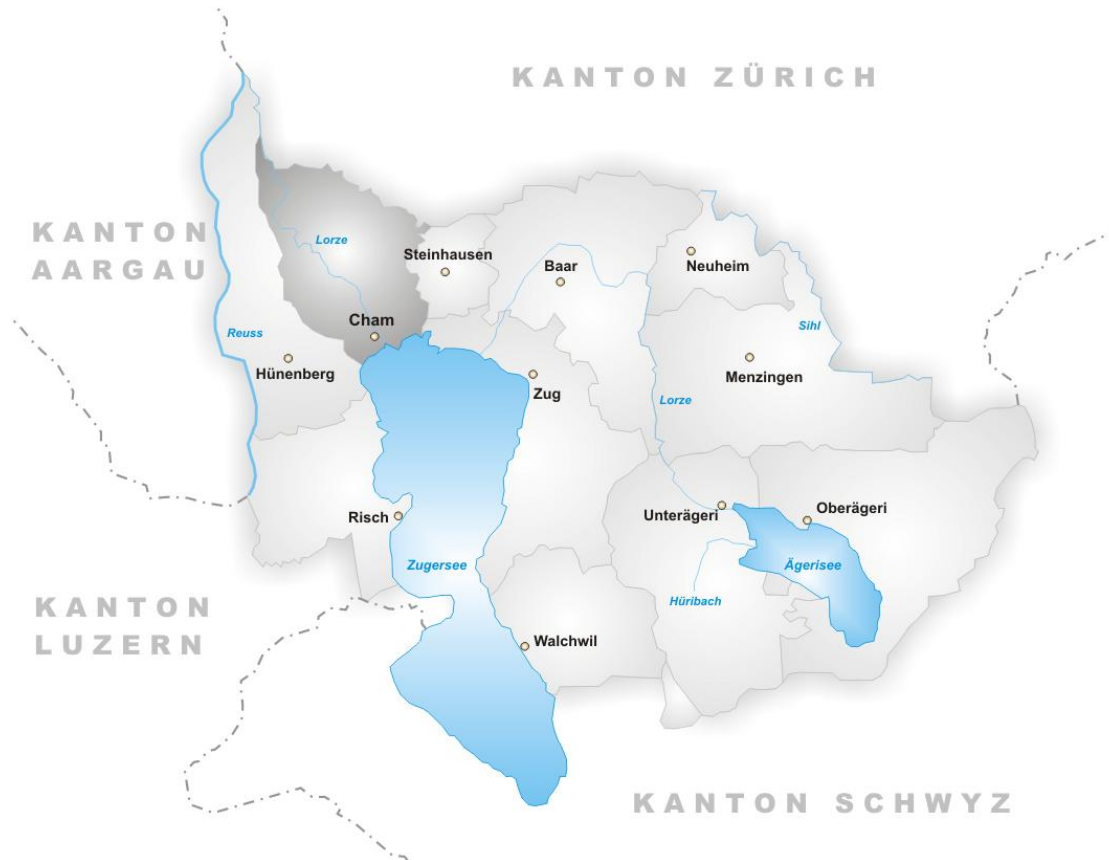 KANTON ZÜRICH
KANTON
AARGAU
Lorze
Steinhausen
Baar
Neuheim
Cham
Reuss
Sihl
Hünenberg
Zug
Menzingen
Lorze
Risch
Unterägeri
Oberägeri
Zugersee
Ägerisee
Hüribach
KANTON
LUZERN
Walchwil
KANTON SCHWYZ